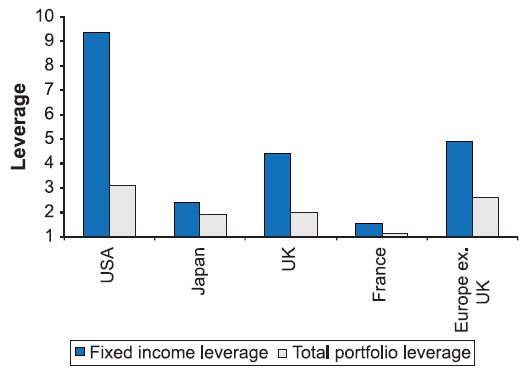 Leverage
10
9
8
7
6
5
4
3
2
1
USA
Japan
UK
France
Europe ex.
UK
Fixed income leverage
Total portfolio leverage